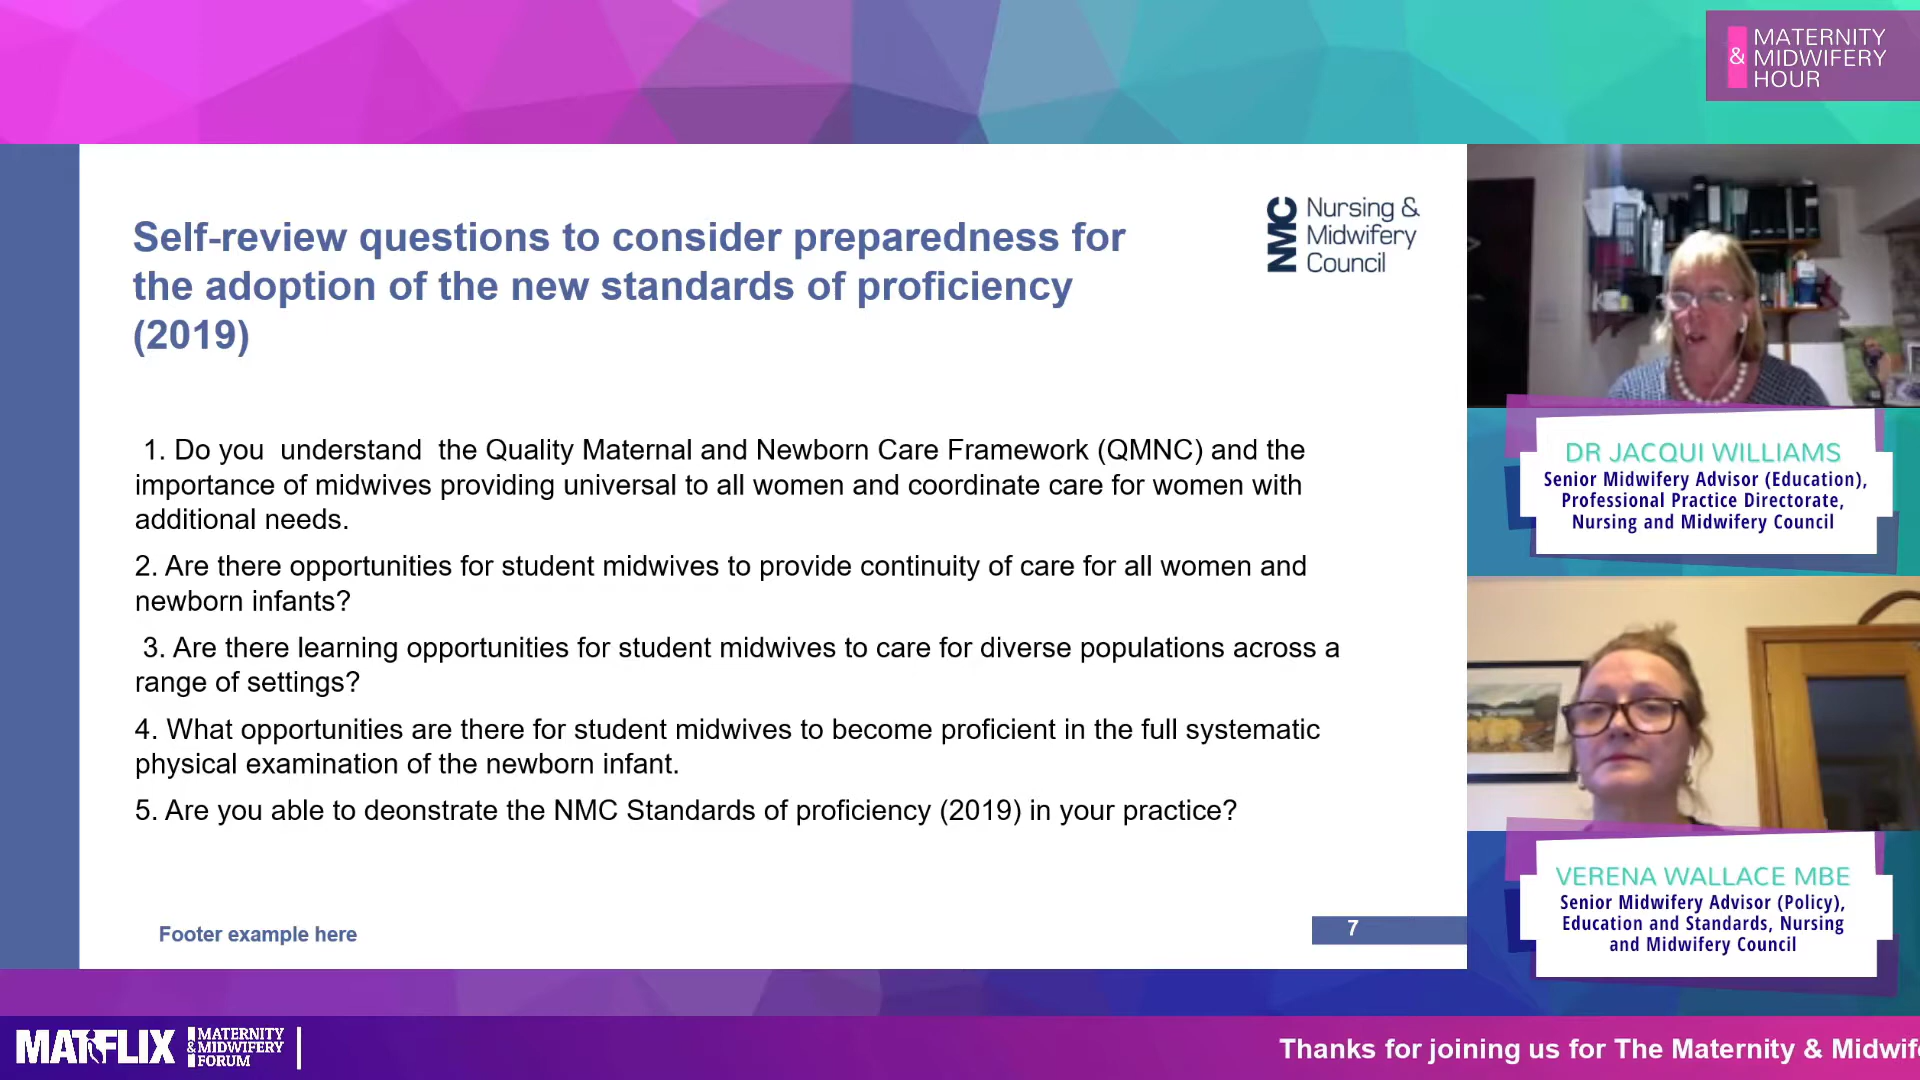 MATERNITY
& MIDWIFERY
HOUR
Self-review questions to consider preparedness for
the adoption of the new standards of proficiency
(2019)
NMC
Nursing &
Midwifery
Council
1. Do you  understand  the Quality Maternal and Newborn Care Framework (QMNC) and the
importance of midwives providing universal to all women and coordinate care for women with
additional needs.
2. Are there opportunities for student midwives to provide continuity of care for all women and
newborn infants?
3. Are there learning opportunities for student midwives to care for diverse populations across a
range of settings?
4. What opportunities are there for student midwives to become proficient in the full systematic
physical examination of the newborn infant.
5. Are you able to deonstrate the NMC Standards of proficiency (2019) in your practice?
Footer example here
7
DR JACQUI WILLIAMS
Senior Midwifery Advisor (Education),
Professional Practice Directorate,
Nursing and Midwifery Council
VERENA WALLACE MBE
Senior Midwifery Advisor (Policy),
Education and Standards, Nursing
and Midwifery Council
MATFLIX
MATERNITY
& MIDWIFERY
FORUM
Thanks for joining us for The Maternity & Midwif